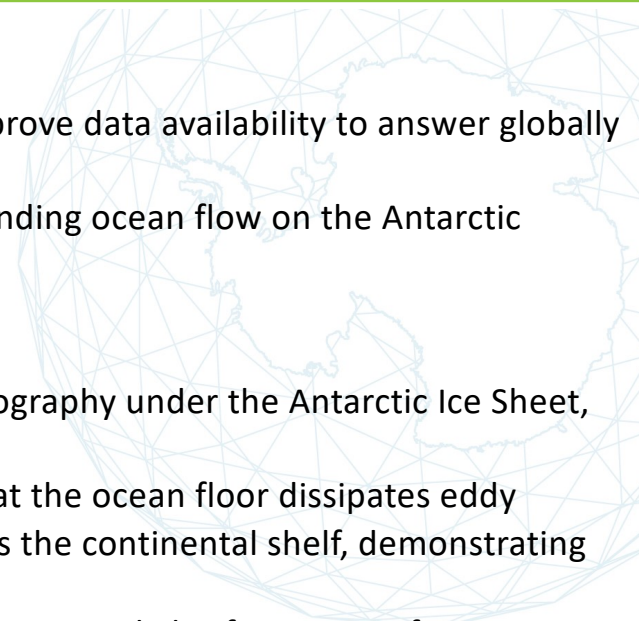 prove data availability to answer globally
nding ocean flow on the Antarctic
ography under the Antarctic Ice Sheet,
at the ocean floor dissipates eddy
s the continental shelf, demonstrating